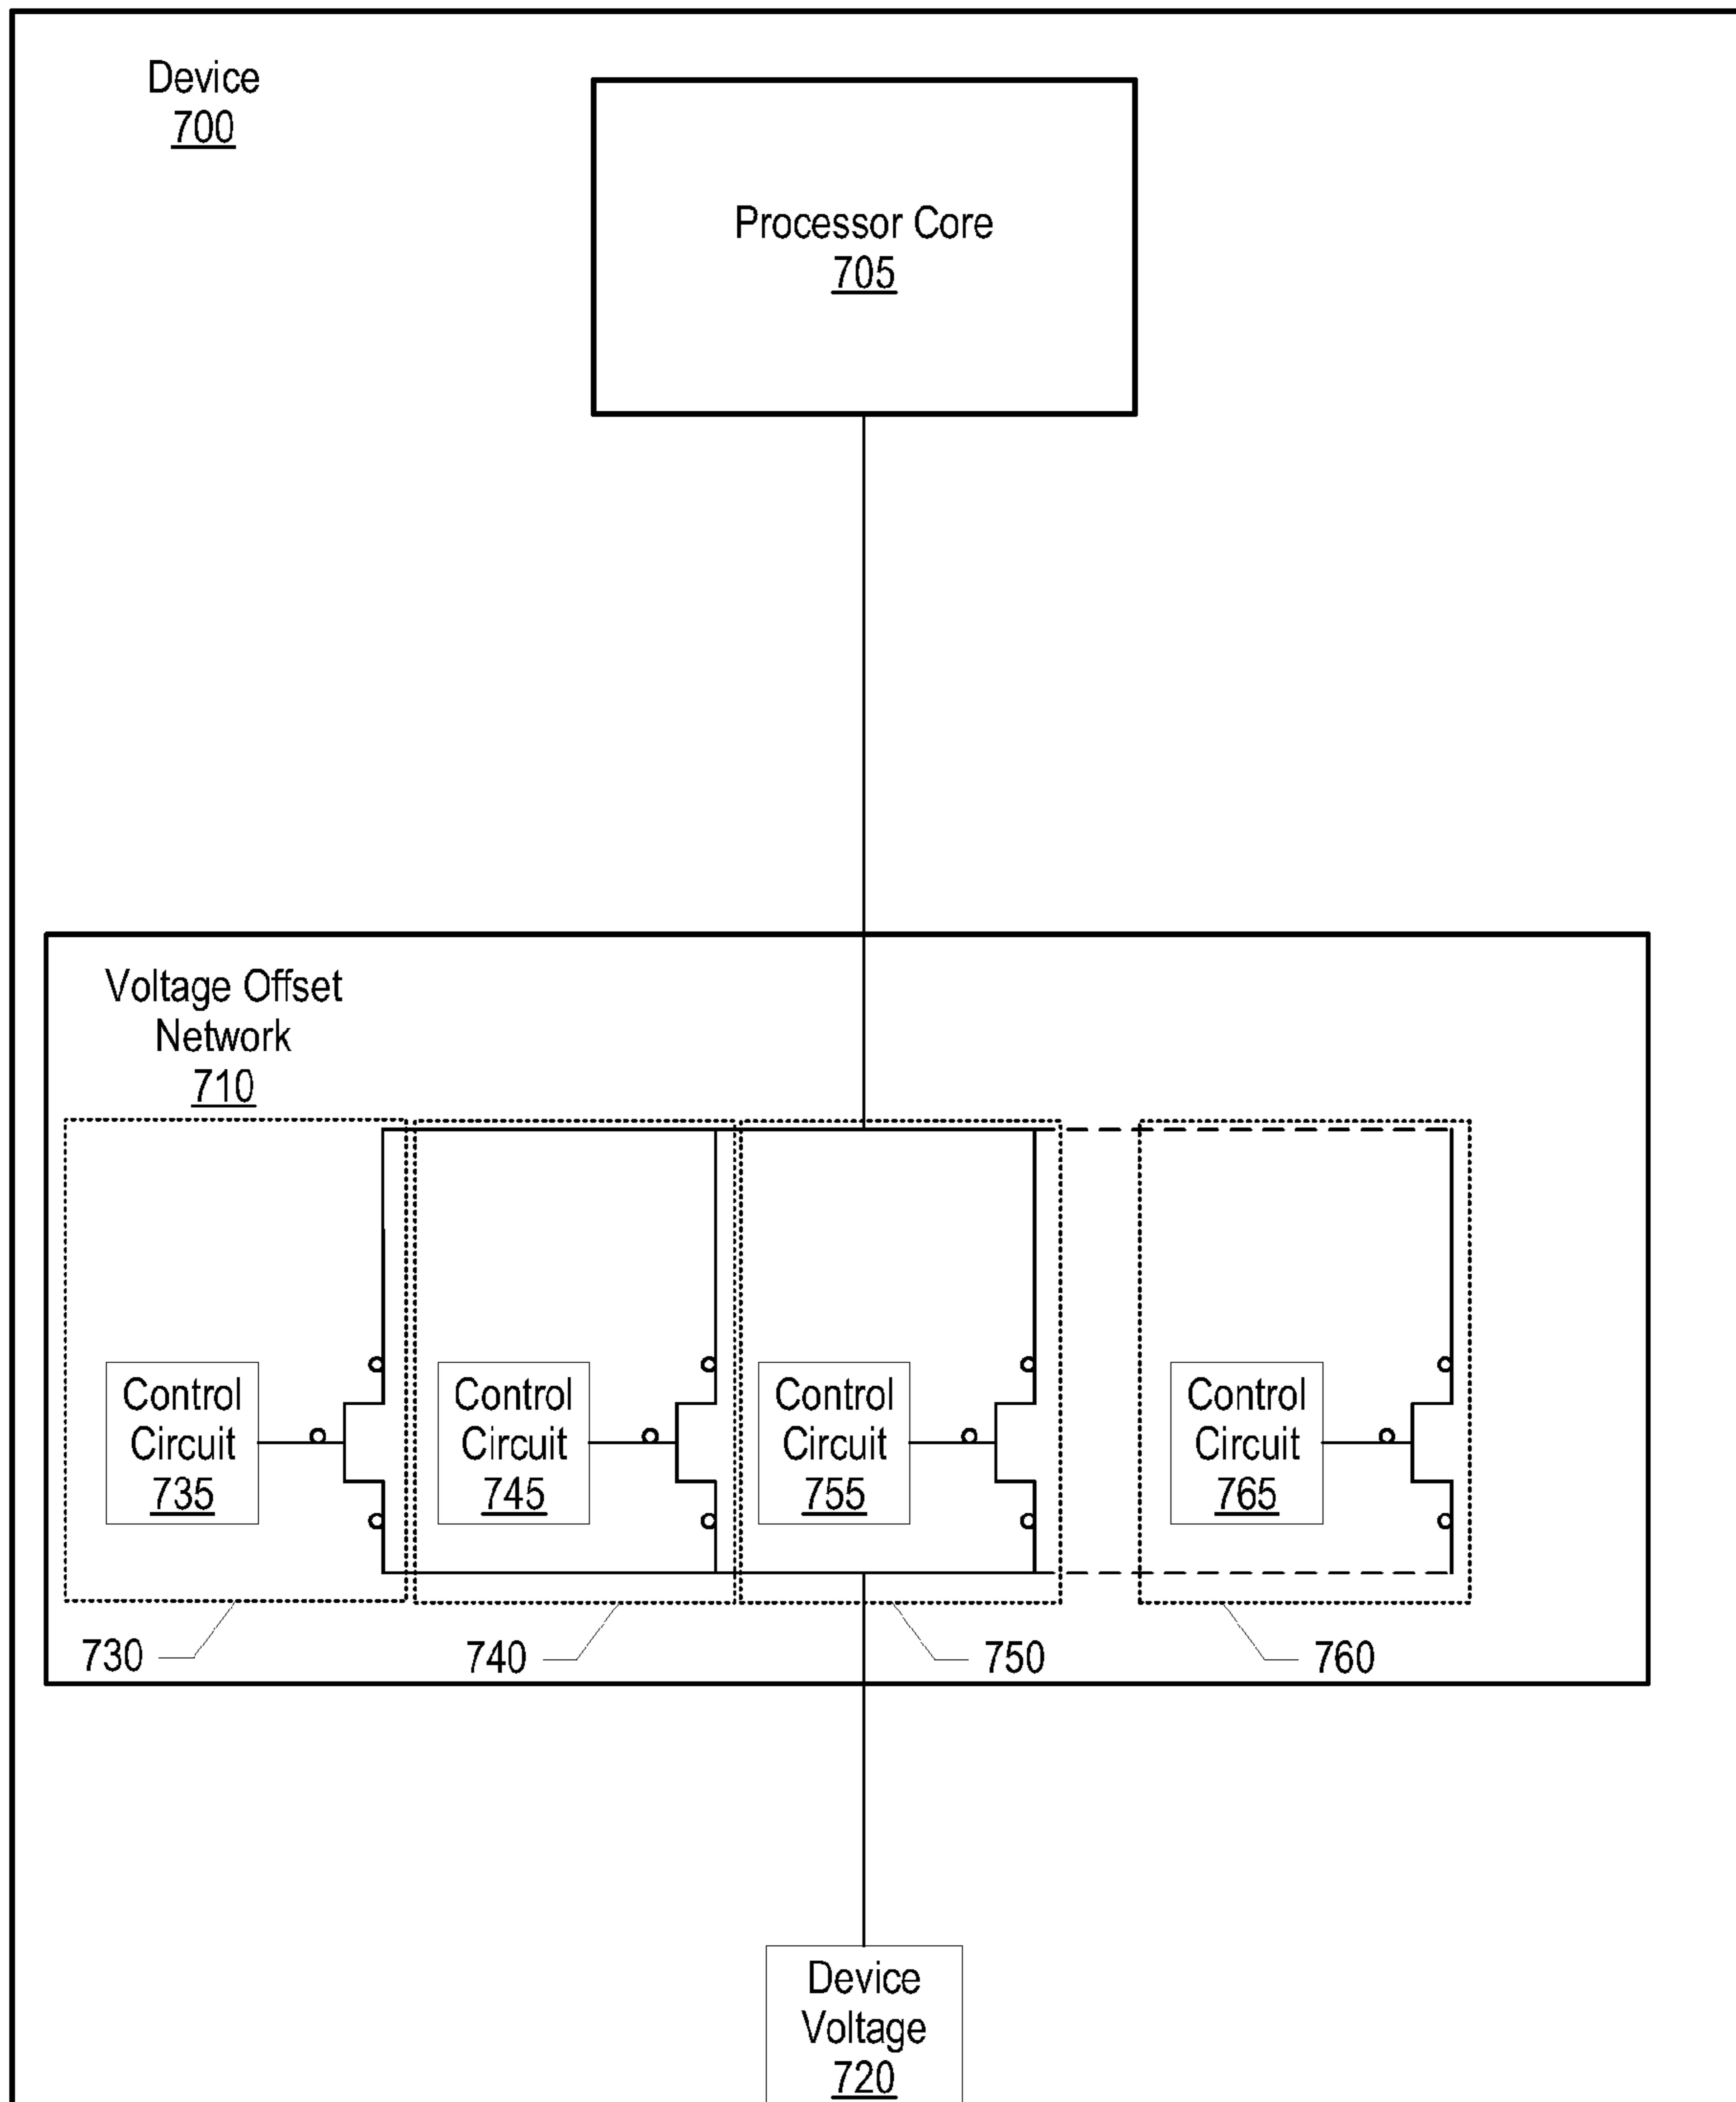 Device
700
Processor Core
705
Voltage Offset
Network
710
Control
Circuit
735
Control
Circuit
745
Control
Circuit
755
Control
Circuit
765
730
740
750
760
Device
Voltage
720